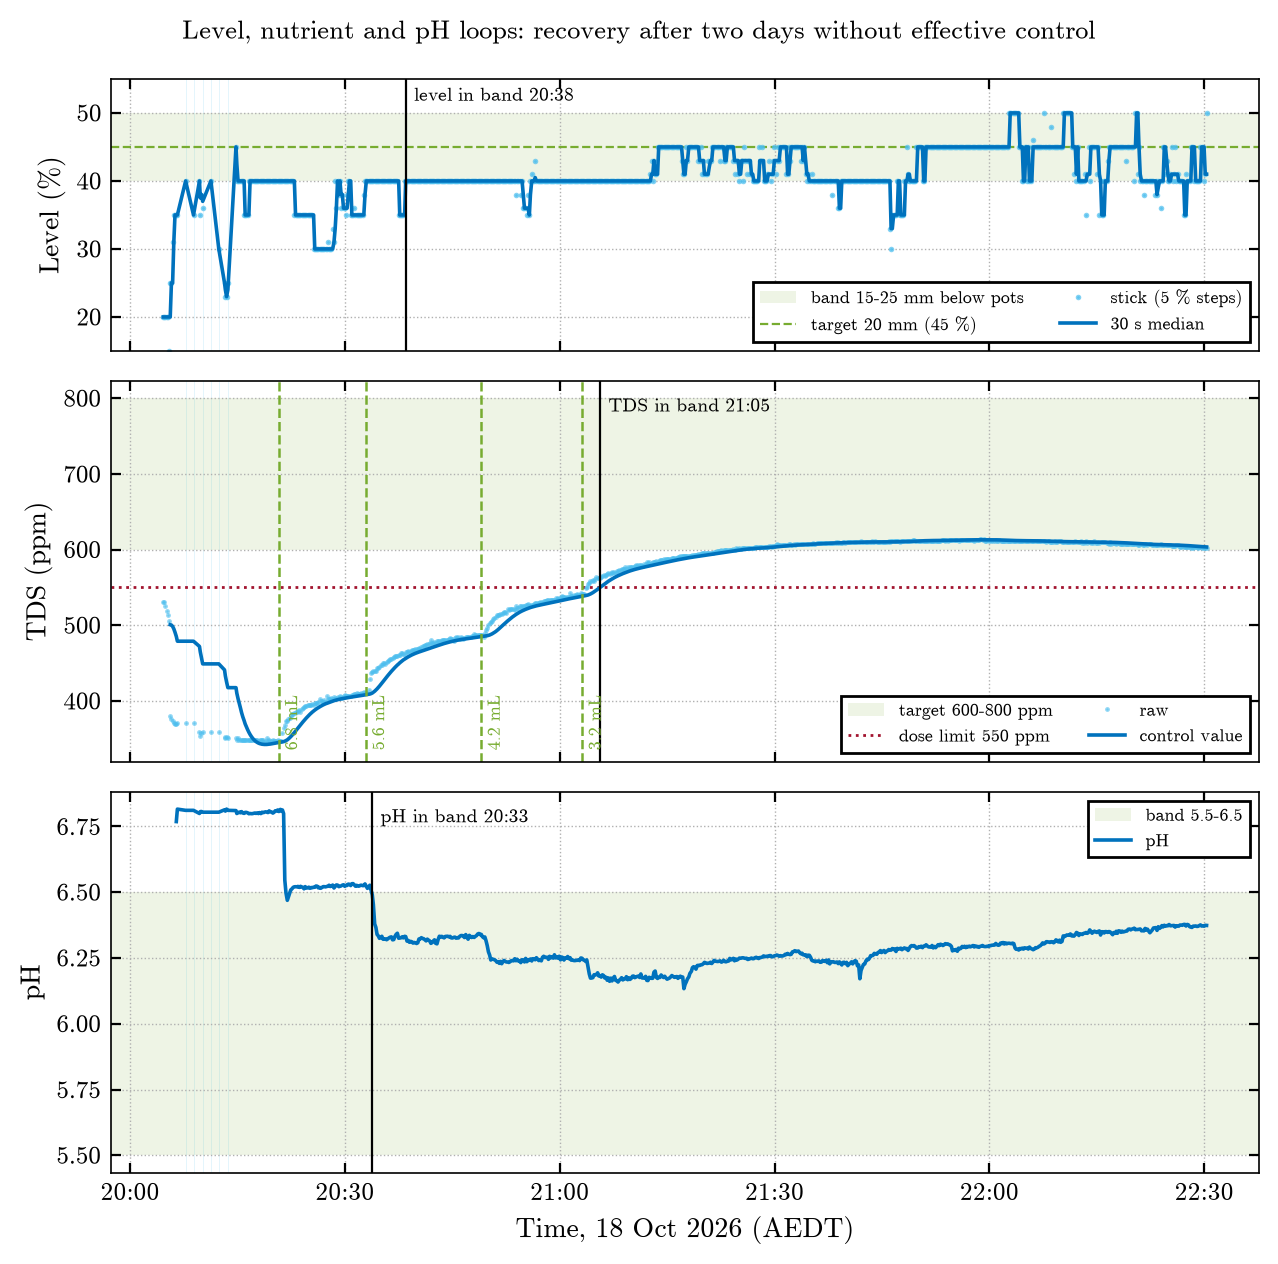 Level, nutrient and pH loops: recovery after two days without effective control
level in band 20:38
50
40
30
20
Level (%)
band 15-25 mm below pots
target 20 mm (45 %)
stick (5 % steps)
30 s median
TDS in band 21:05
800
700
600
500
400
TDS (ppm)
6.8 mL
5.6 mL
4.2 mL
3.2 mL
target 600-800 ppm
dose limit 550 ppm
raw
control value
pH in band 20:33
6.75
6.50
6.25
6.00
5.75
5.50
pH
band 5.5-6.5
pH
20:00
20:30
21:00
21:30
22:00
22:30
Time, 18 Oct 2026 (AEDT)